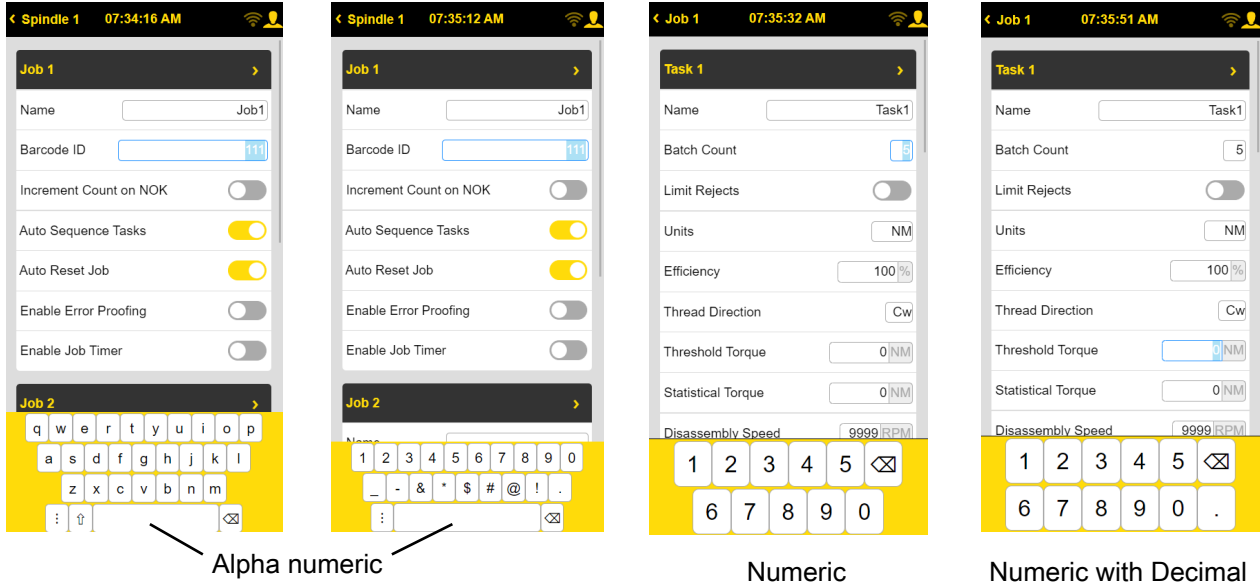 Spindle 1 07:34:16 AM
Job 1
Name Job1
Barcode ID 111
Increment Count on NOK
Auto Sequence Tasks
Auto Reset Job
Enable Error Proofing
Enable Job Timer
Job 2
q w e r t y u i o p
a s d f g h j k l
z x c v b n m
Spindle 1 07:35:12 AM
Job 1
Name Job1
Barcode ID 111
Increment Count on NOK
Auto Sequence Tasks
Auto Reset Job
Enable Error Proofing
Enable Job Timer
Job 2
Name
1 2 3 4 5 6 7 8 9 0
_ - & * $ # @ ! .
Alpha numeric
Job 1 07:35:32 AM
Task 1
Name Task1
Batch Count 5
Limit Rejects
Units NM
Efficiency 100 %
Thread Direction Cw
Threshold Torque 0 NM
Statistical Torque 0 NM
Disassembly Speed 9999 RPM
1 2 3 4 5
6 7 8 9 0
Numeric
Job 1 07:35:51 AM
Task 1
Name Task1
Batch Count 5
Limit Rejects
Units NM
Efficiency 100 %
Thread Direction Cw
Threshold Torque 0 NM
Statistical Torque 0 NM
Disassembly Speed 9999 RPM
1 2 3 4 5
6 7 8 9 0 .
Numeric with Decimal